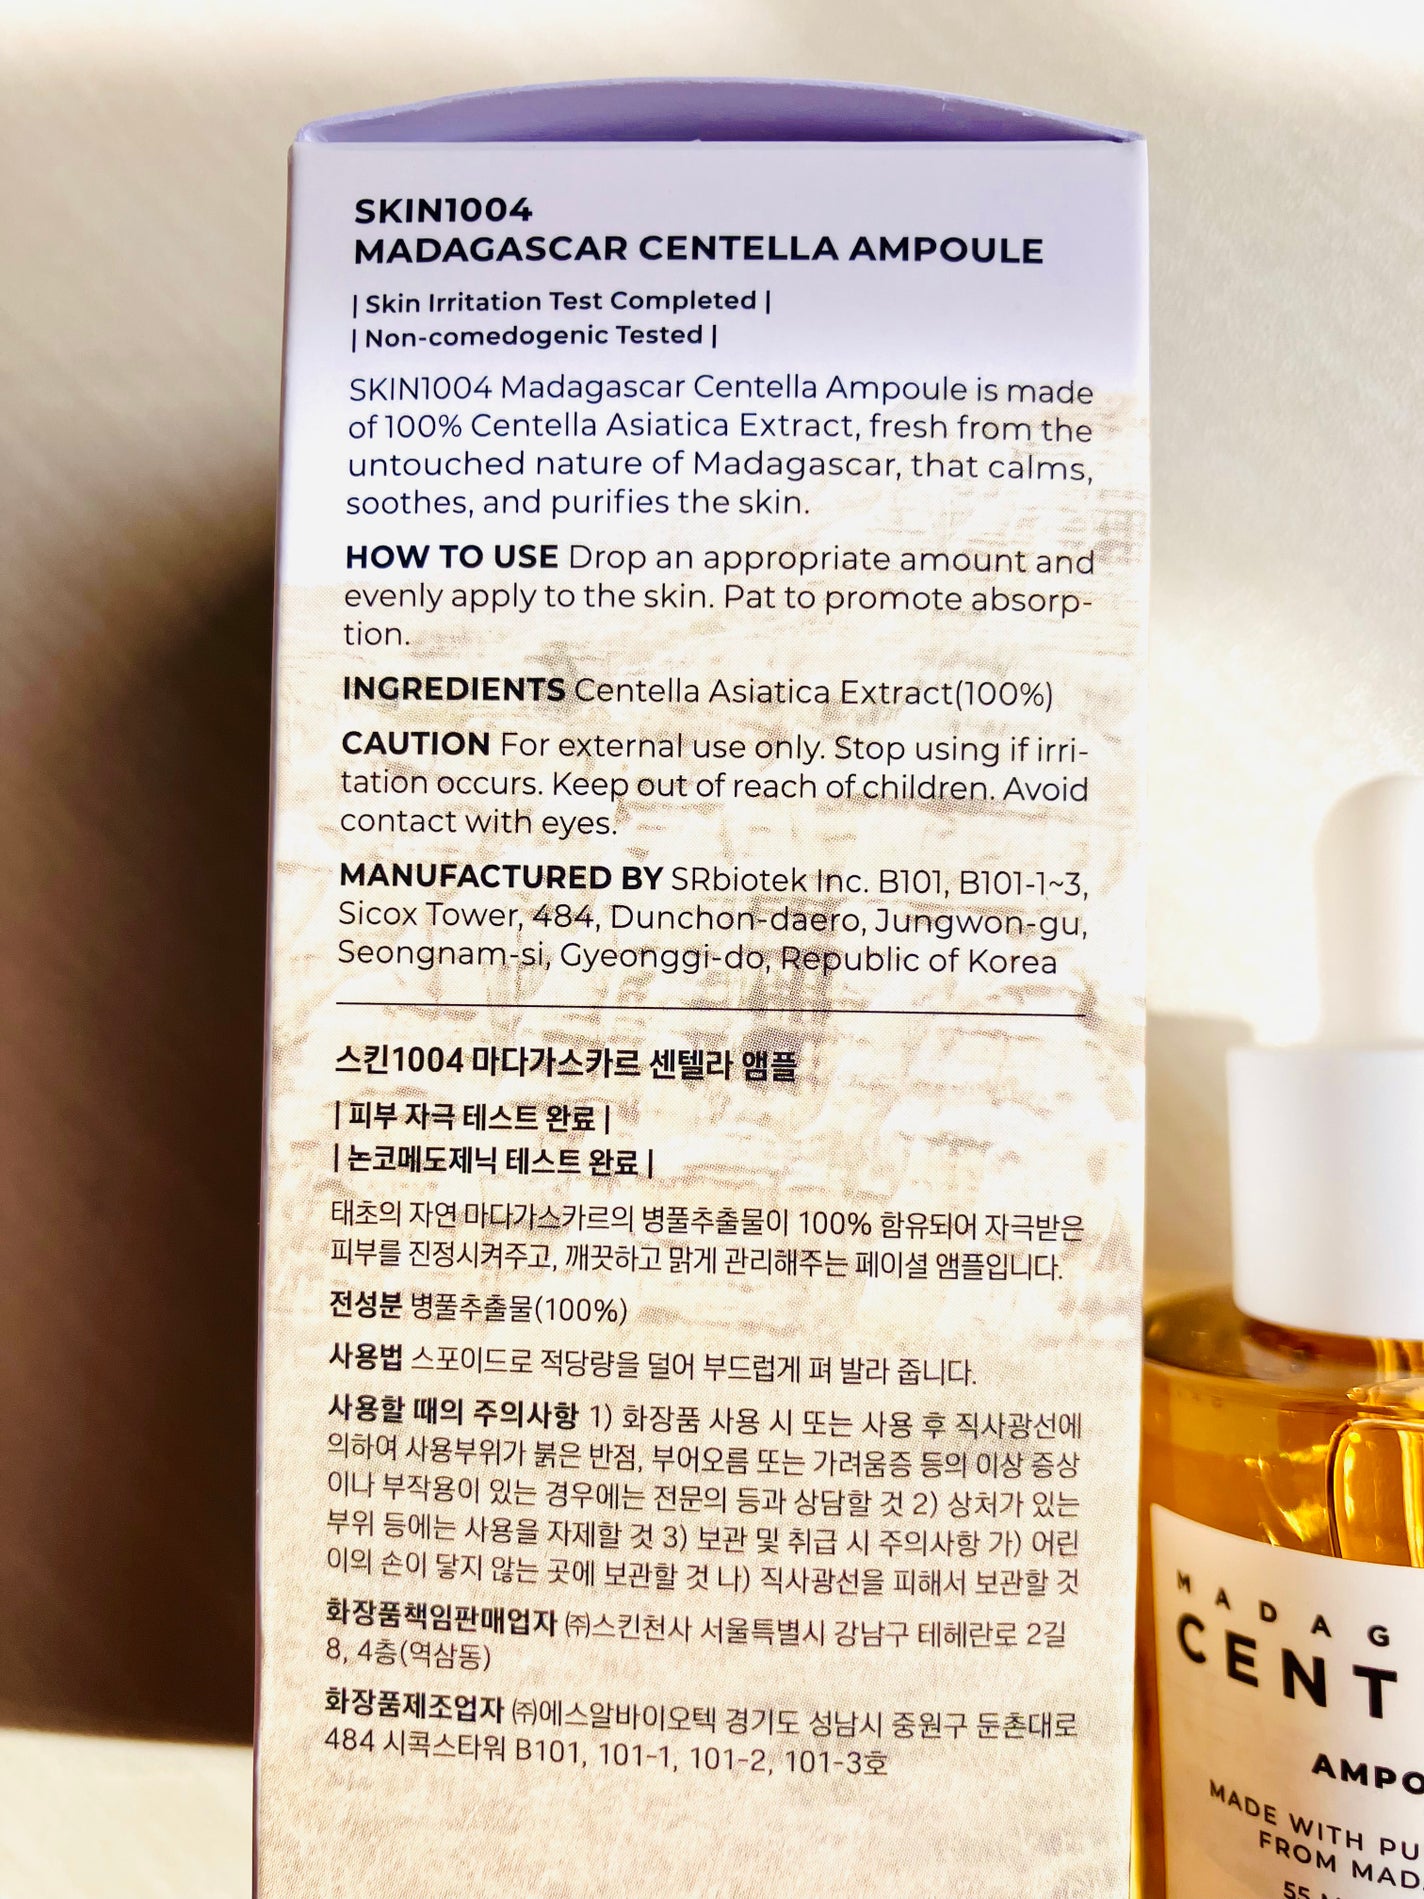 SKIN1004
MADAGASCAR CENTELLA AMPOULE
| Skin Irritation Test Completed |
| Non-comedogenic Tested |
SKIN1004 Madagascar Centella Ampoule is made
of 100% Centella Asiatica Extract, fresh from the
untouched nature of Madagascar, that calms,
soothes, and purifies the skin.
HOW TO USE Drop an appropriate amount and
evenly apply to the skin. Pat to promote absorp-
tion.
INGREDIENTS Centella Asiatica Extract(100%)
CAUTION For external use only. Stop using if irri-
tation occurs. Keep out of reach of children. Avoid
contact with eyes.
MANUFACTURED BY SRbiotek Inc. B101, B101-1~3,
Sicox Tower, 484, Dunchon-daero, Jungwon-gu,
Seongnam-si, Gyeonggi-do, Republic of Korea
스킨1004 마다가스카르 센텔라 앰플
| 피부 자극 테스트 완료 |
| 논코메도제닉 테스트 완료 |
태초의 자연 마다가스카르의 병풀추출물이 100% 함유되어 자극받은
피부를 진정시켜주고, 깨끗하고 맑게 관리해주는 페이셜 앰플입니다.
전성분 병풀추출물(100%)
사용법 스포이드로 적당량을 덜어 부드럽게 펴 발라 줍니다.
사용할 때의 주의사항 1) 화장품 사용 시 또는 사용 후 직사광선에
의하여 사용부위가 붉은 반점, 부어오름 또는 가려움증 등의 이상 증상
이나 부작용이 있는 경우에는 전문의 등과 상담할 것 2) 상처가 있는
부위 등에는 사용을 자제할 것 3) 보관 및 취급 시 주의사항 가) 어린
이의 손이 닿지 않는 곳에 보관할 것 나) 직사광선을 피해서 보관할 것
화장품책임판매업자 ㈜스킨천사 서울특별시 강남구 테헤란로 2길
8, 4층(역삼동)
화장품제조업자 ㈜에스알바이오텍 경기도 성남시 중원구 둔촌대로
484 시콕스타워 B101, 101-1, 101-2, 101-3호
MADAG
CENT
AMPO
MADE WITH PU
FROM MAD
55